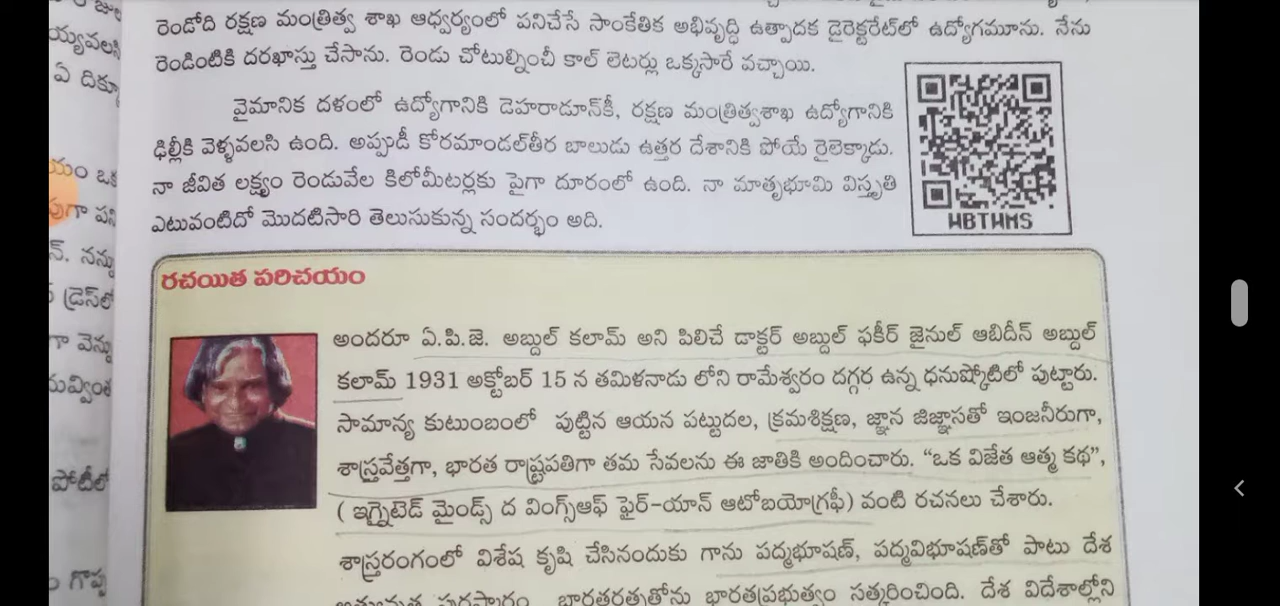 రెండోది రక్షణ మంత్రిత్వ శాఖ ఆధ్వర్యంలో పనిచేసే సాంకేతిక అభివృద్ధి ఉత్పాదక డైరెక్టరేట్‌లో ఉద్యోగమూను. నేను
రెండింటికి దరఖాస్తు చేసాను. రెండు చోటుల్నించీ కాల్ లెటర్లు ఒక్కసారే వచ్చాయి.
వైమానిక దళంలో ఉద్యోగానికి డెహరాడూన్‌కీ, రక్షణ మంత్రిత్వశాఖ ఉద్యోగానికి
ఢిల్లీకి వెళ్ళవలసి ఉంది. అప్పుడీ కోరమాండల్‌తీర బాలుడు ఉత్తర దేశానికి పోయే రైలెక్కాడు.
నా జీవిత లక్ష్యం రెండువేల కిలోమీటర్లకు పైగా దూరంలో ఉంది. నా మాతృభూమి విస్తృతి
ఎటువంటిదో మొదటిసారి తెలుసుకున్న సందర్భం అది.
WBTWMS
రచయిత పరిచయం
అందరూ ఏ.పి.జె. అబ్దుల్ కలామ్ అని పిలిచే డాక్టర్ అబ్దుల్ ఫకీర్ జైనుల్ ఆబిదీన్ అబ్దుల్
కలామ్ 1931 అక్టోబర్ 15 న తమిళనాడు లోని రామేశ్వరం దగ్గర ఉన్న ధనుష్కోటిలో పుట్టారు.
సామాన్య కుటుంబంలో పుట్టిన ఆయన పట్టుదల, క్రమశిక్షణ, జ్ఞాన జిజ్ఞాసతో ఇంజనీరుగా,
శాస్త్రవేత్తగా, భారత రాష్ట్రపతిగా తమ సేవలను ఈ జాతికి అందించారు. “ఒక విజేత ఆత్మ కథ”,
( ఇగ్నైటెడ్ మైండ్స్ ద వింగ్స్ఆఫ్ ఫైర్-యాన్ ఆటోబయోగ్రఫీ) వంటి రచనలు చేశారు.
శాస్త్రరంగంలో విశేష కృషి చేసినందుకు గాను పద్మభూషణ్, పద్మవిభూషణ్‌తో పాటు దేశ
భారతరత్నతోను భారతప్రభుత్వం సత్కరించింది. దేశ విదేశాల్లోని